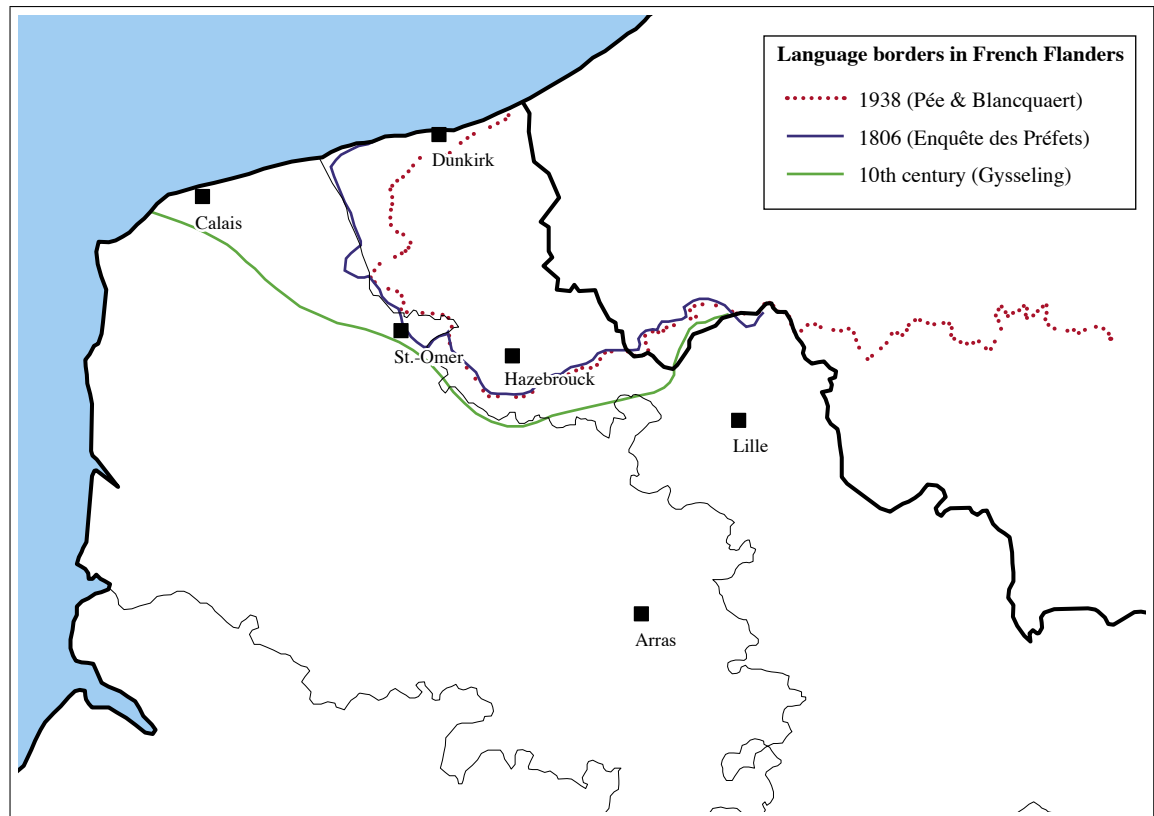 Language borders in French Flanders
1938 (Pée & Blancquaert)
1806 (Enquête des Préfets)
10th century (Gysseling)
Dunkirk
Calais
St.-Omer
Hazebrouck
Lille
Arras